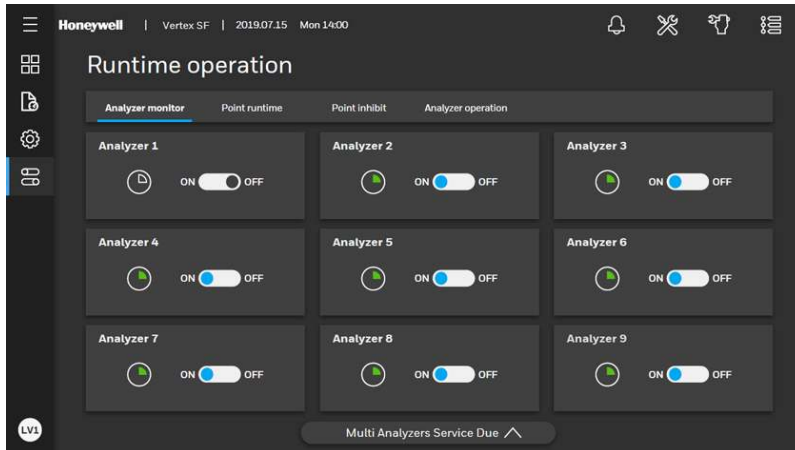 Honeywell | Vertex SF | 2019.07.15 Mon 14:00
Runtime operation
Analyzer monitor Point runtime Point inhibit Analyzer operation
Analyzer 1 Analyzer 2 Analyzer 3
ON OFF ON OFF ON OFF
Analyzer 4 Analyzer 5 Analyzer 6
ON OFF ON OFF ON OFF
Analyzer 7 Analyzer 8 Analyzer 9
ON OFF ON OFF ON OFF
LV1 Multi Analyzers Service Due